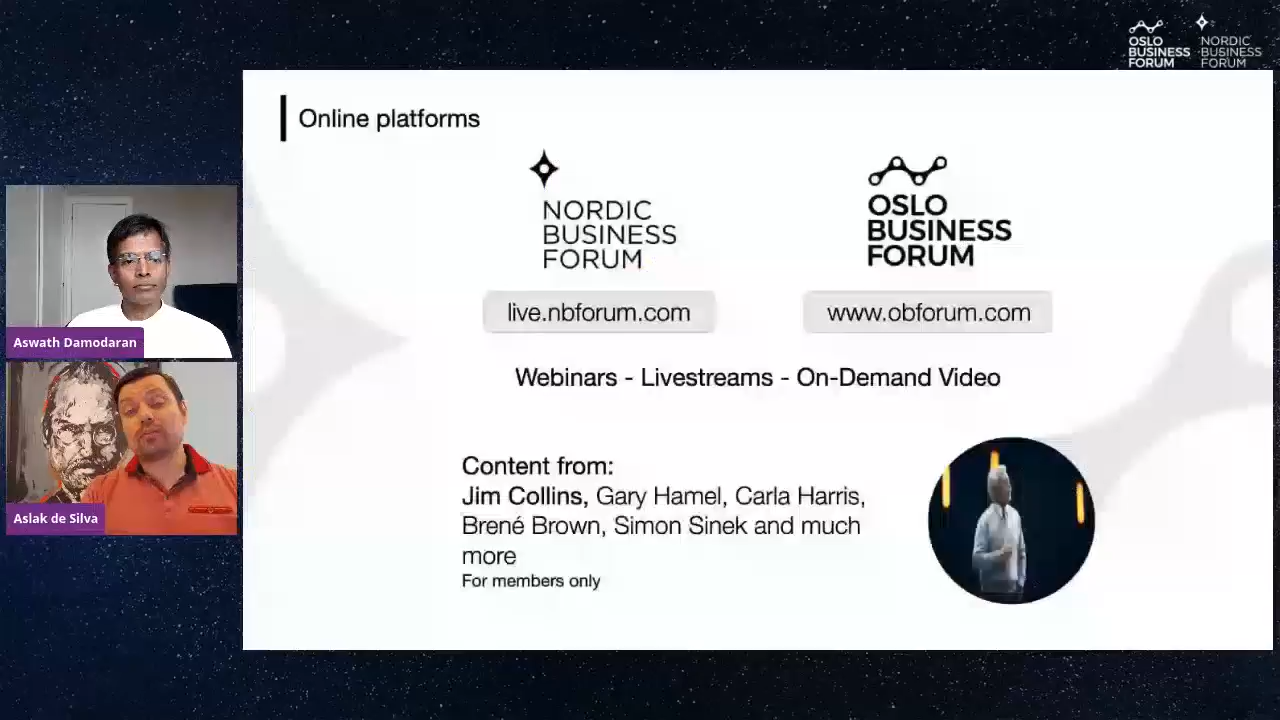 OSLO
BUSINESS
FORUM
NORDIC
BUSINESS
FORUM
Online platforms
NORDIC
BUSINESS
FORUM
OSLO
BUSINESS
FORUM
live.nbforum.com
www.obforum.com
Webinars - Livestreams - On-Demand Video
Content from:
Jim Collins, Gary Hamel, Carla Harris,
Brené Brown, Simon Sinek and much
more
For members only
Aswath Damodaran
Aslak de Silva